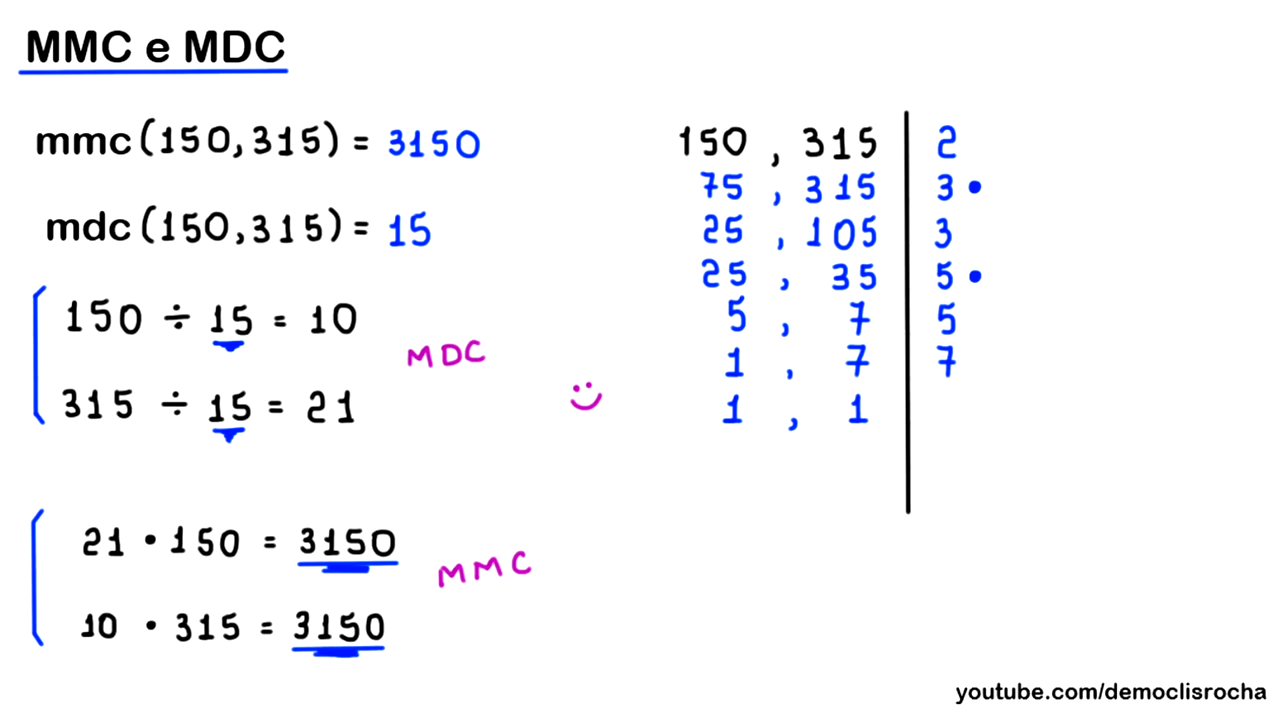 MMC e MDC
mmc(150,315) = 3150
mdc(150,315) = 15
150 ÷ 15 = 10
315 ÷ 15 = 21
MDC
21 · 150 = 3150
10 · 315 = 3150
MMC
150 , 315 | 2
75 , 315 | 3 •
25 , 105 | 3
25 , 35 | 5 •
5 , 7 | 5
1 , 7 | 7
1 , 1
youtube.com/democlisrocha